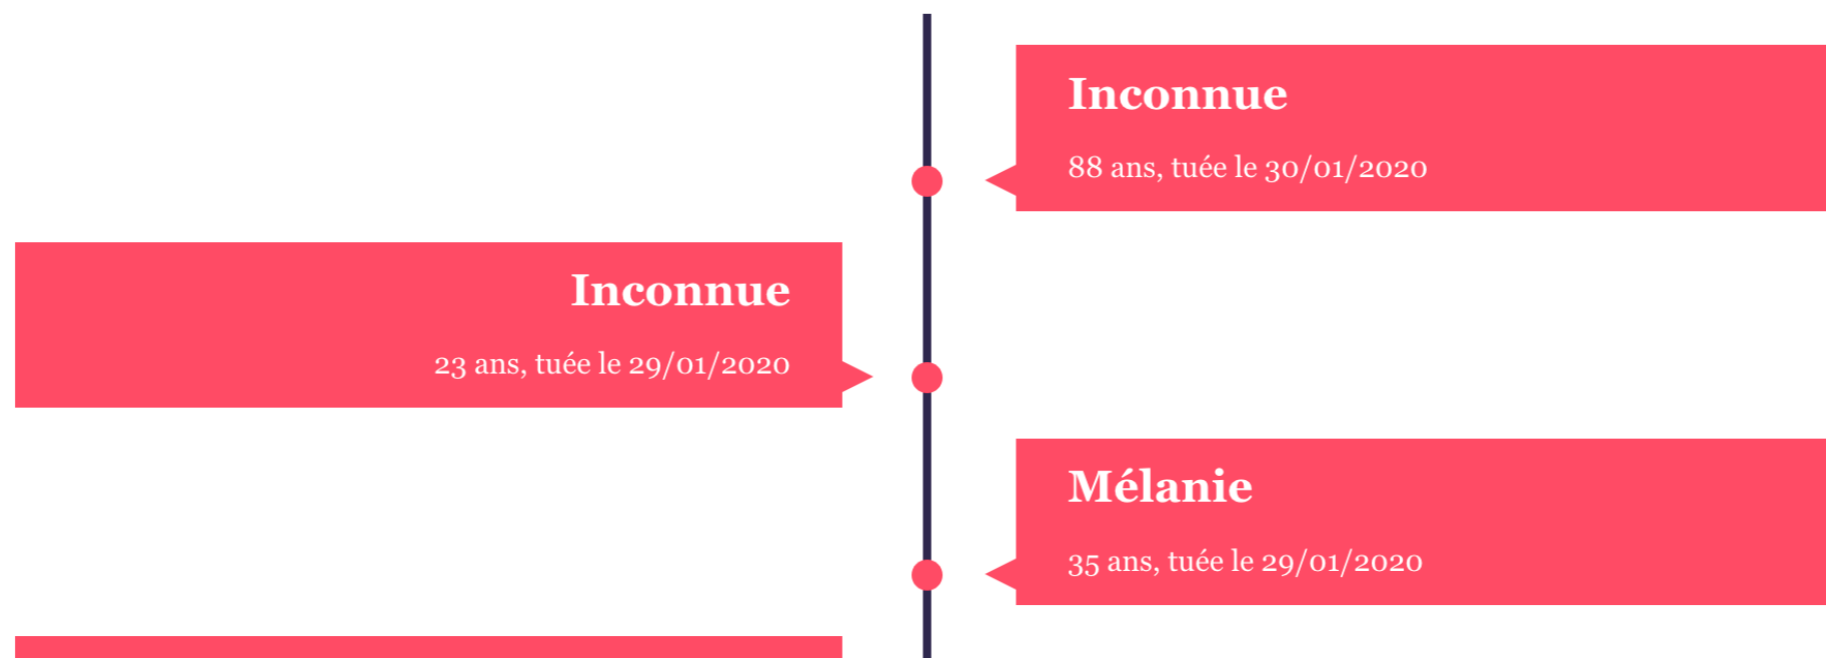 Inconnue
88 ans, tuée le 30/01/2020
Inconnue
23 ans, tuée le 29/01/2020
Mélanie
35 ans, tuée le 29/01/2020